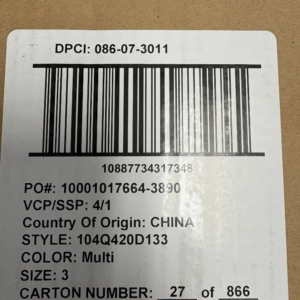 DPCI: 086-07-3011
10887734317348
PO#: 10001017664-3890
VCP/SSP: 4/1
Country Of Origin: CHINA
STYLE: 104Q420D133
COLOR: Multi
SIZE: 3
CARTON NUMBER: 27 of 866